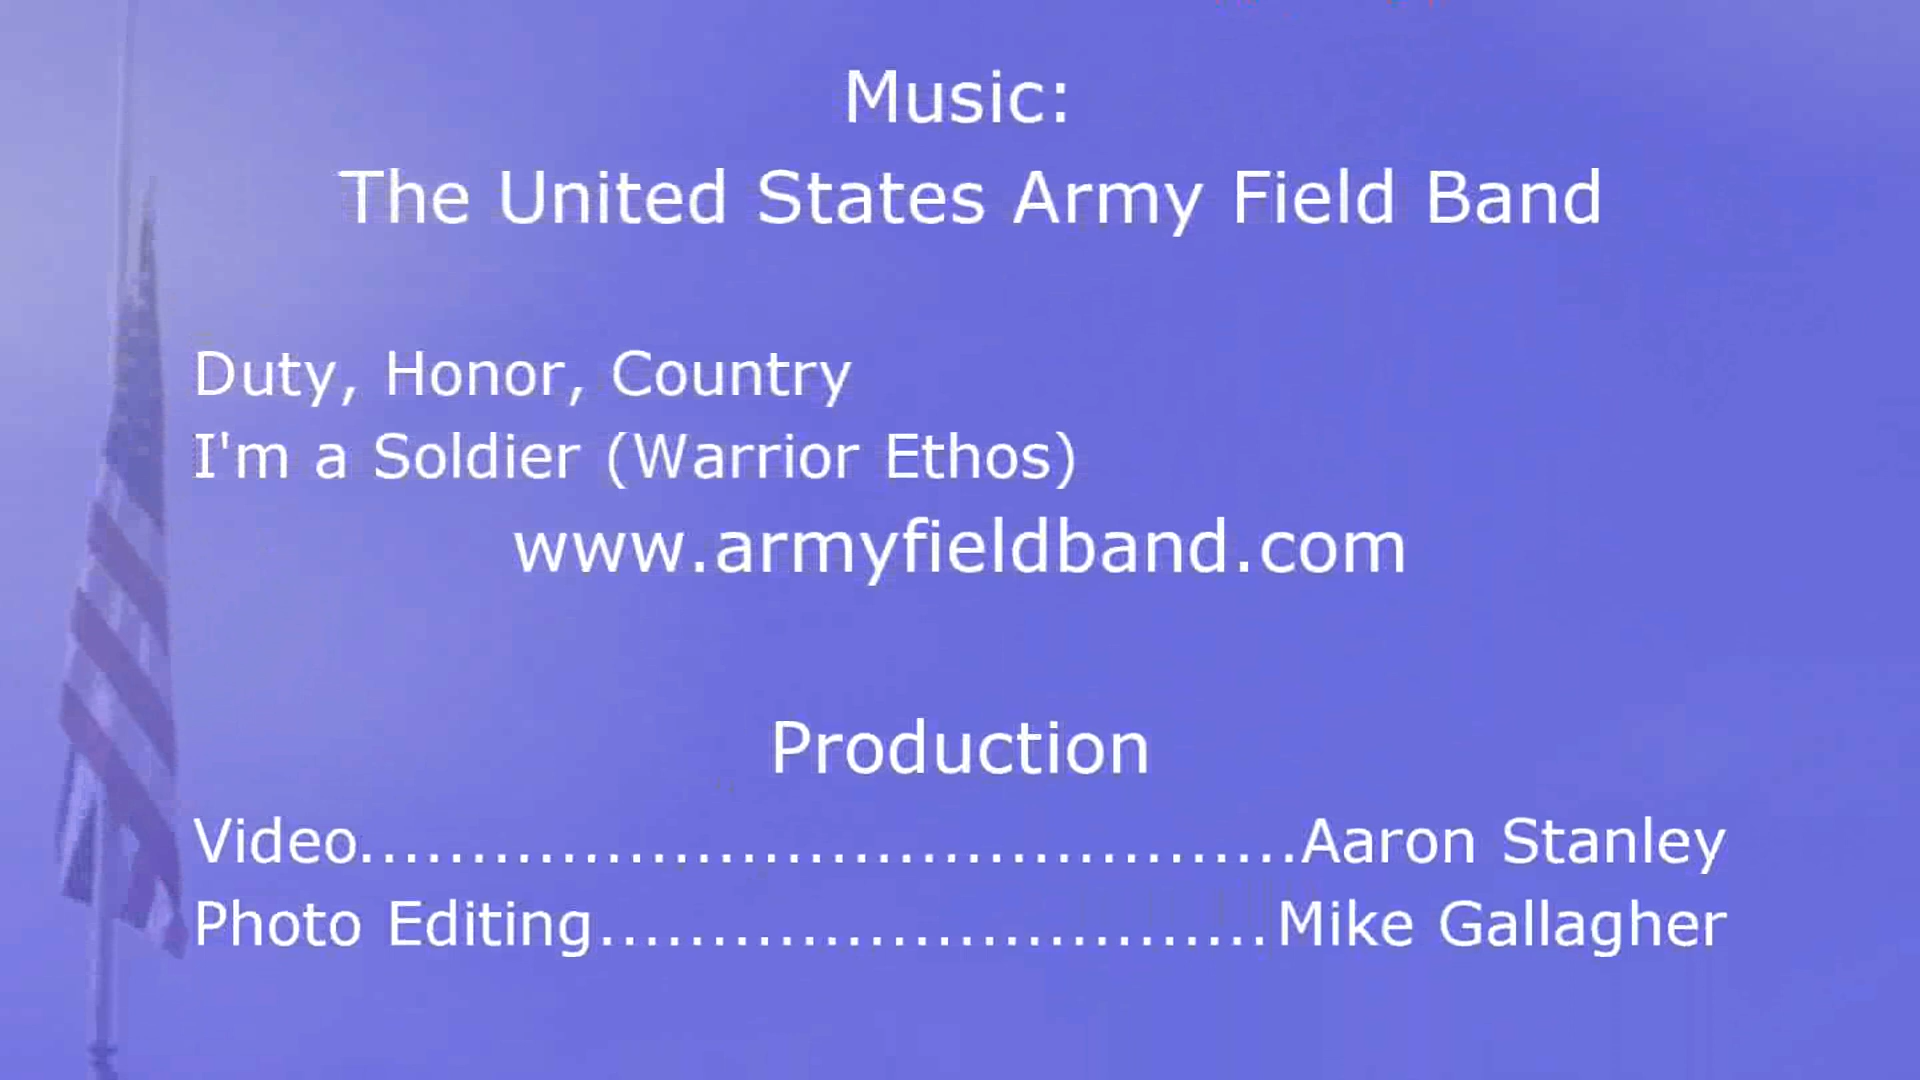 Music:
The United States Army Field Band
Duty, Honor, Country
I'm a Soldier (Warrior Ethos)
www.armyfieldband.com
Production
Video..........................................Aaron Stanley
Photo Editing..............................Mike Gallagher